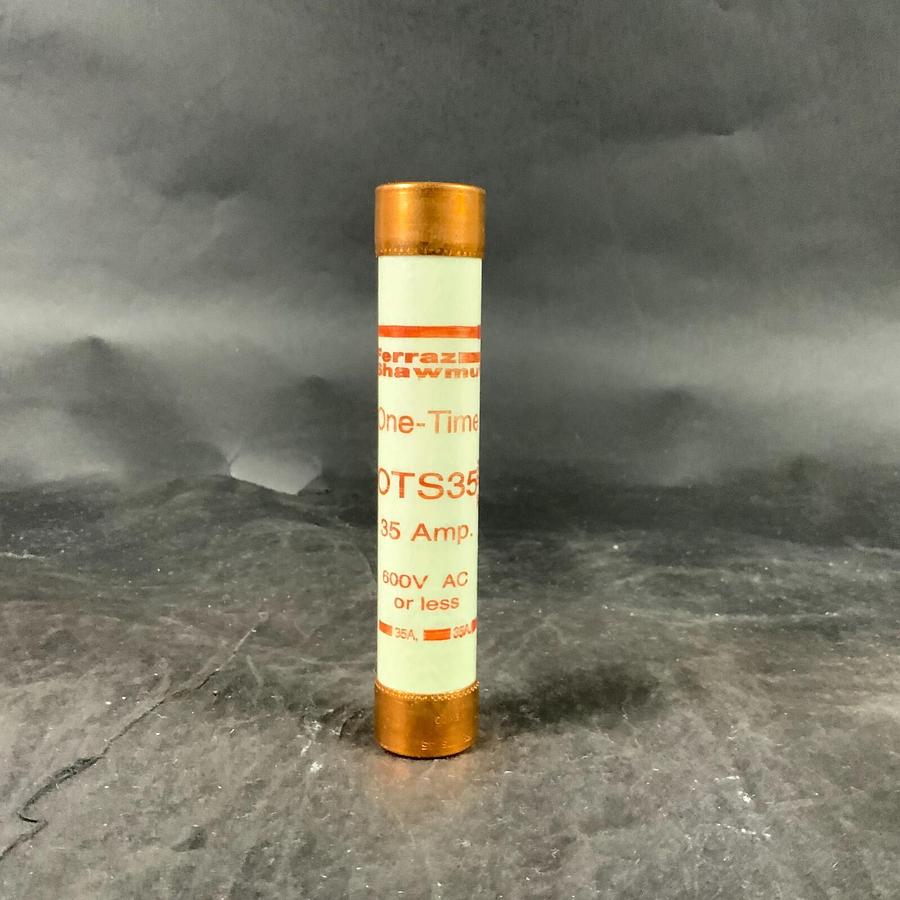 Ferraz
Shawmut
One-Time
OTS35
35 Amp.
600V AC
or less
35A. 35A.